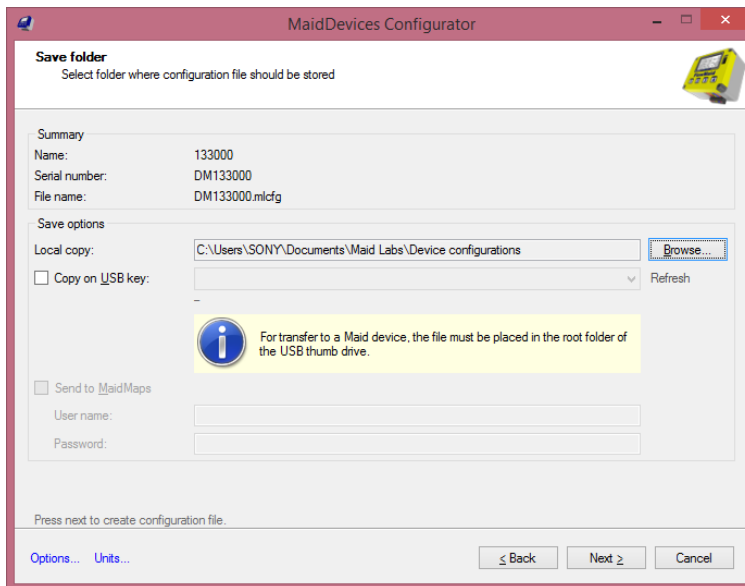 MaidDevices Configurator
Save folder
Select folder where configuration file should be stored
Summary
Name: 133000
Serial number: DM133000
File name: DM133000.mlcfg
Save options
Local copy: C:\Users\SONY\Documents\Maid Labs\Device configurations Browse...
Copy on USB key: Refresh
–
For transfer to a Maid device, the file must be placed in the root folder of
the USB thumb drive.
Send to MaidMaps
User name:
Password:
Press next to create configuration file.
Options... Units... < Back Next > Cancel